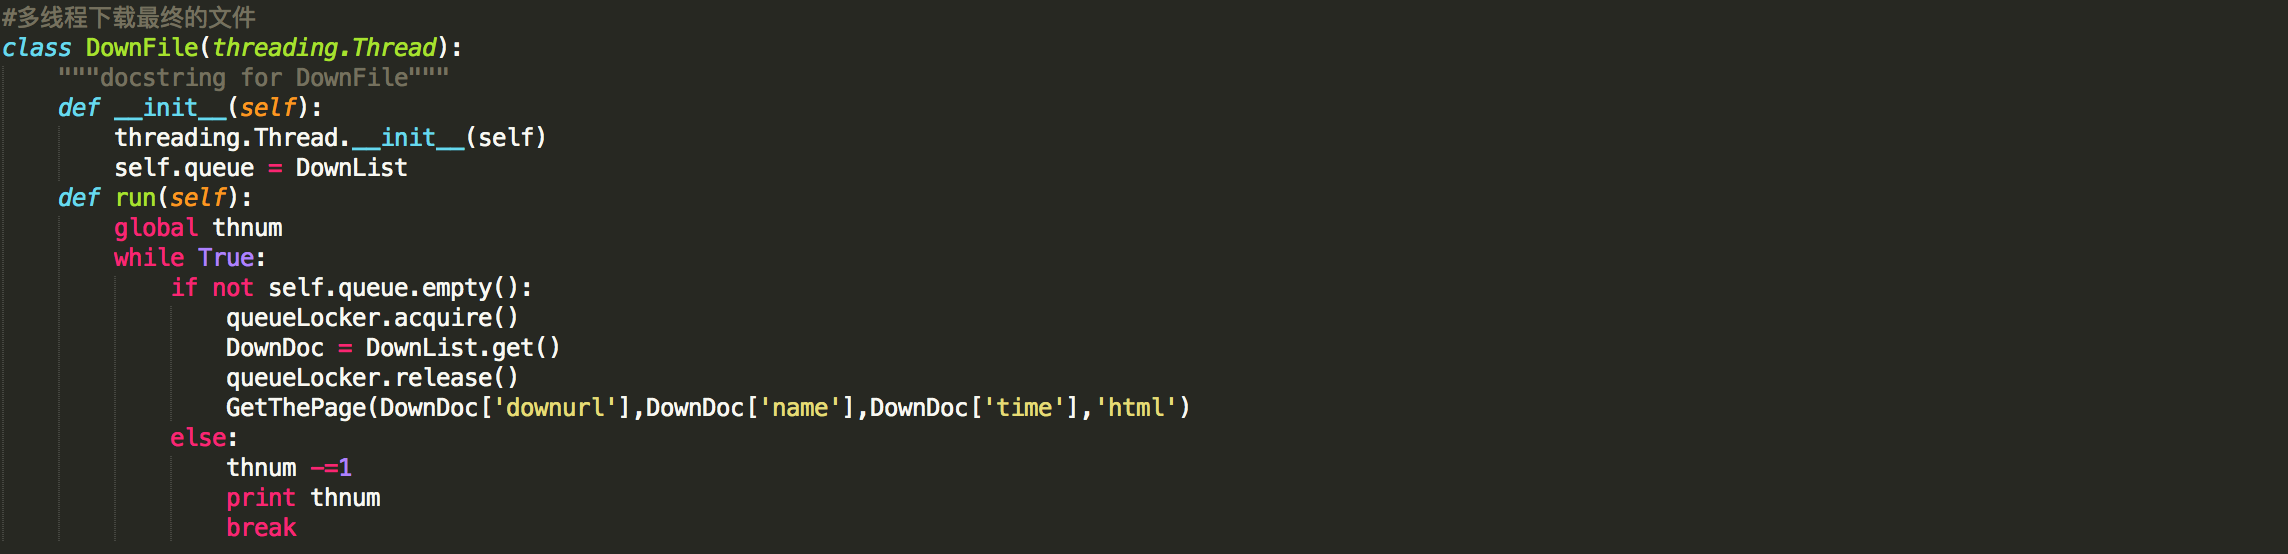 #多线程下载最终的文件
class DownFile(threading.Thread):
    """docstring for DownFile"""
    def __init__(self):
        threading.Thread.__init__(self)
        self.queue = DownList
    def run(self):
        global thnum
        while True:
            if not self.queue.empty():
                queueLocker.acquire()
                DownDoc = DownList.get()
                queueLocker.release()
                GetThePage(DownDoc['downurl'],DownDoc['name'],DownDoc['time'],'html')
            else:
                thnum -=1
                print thnum
                break